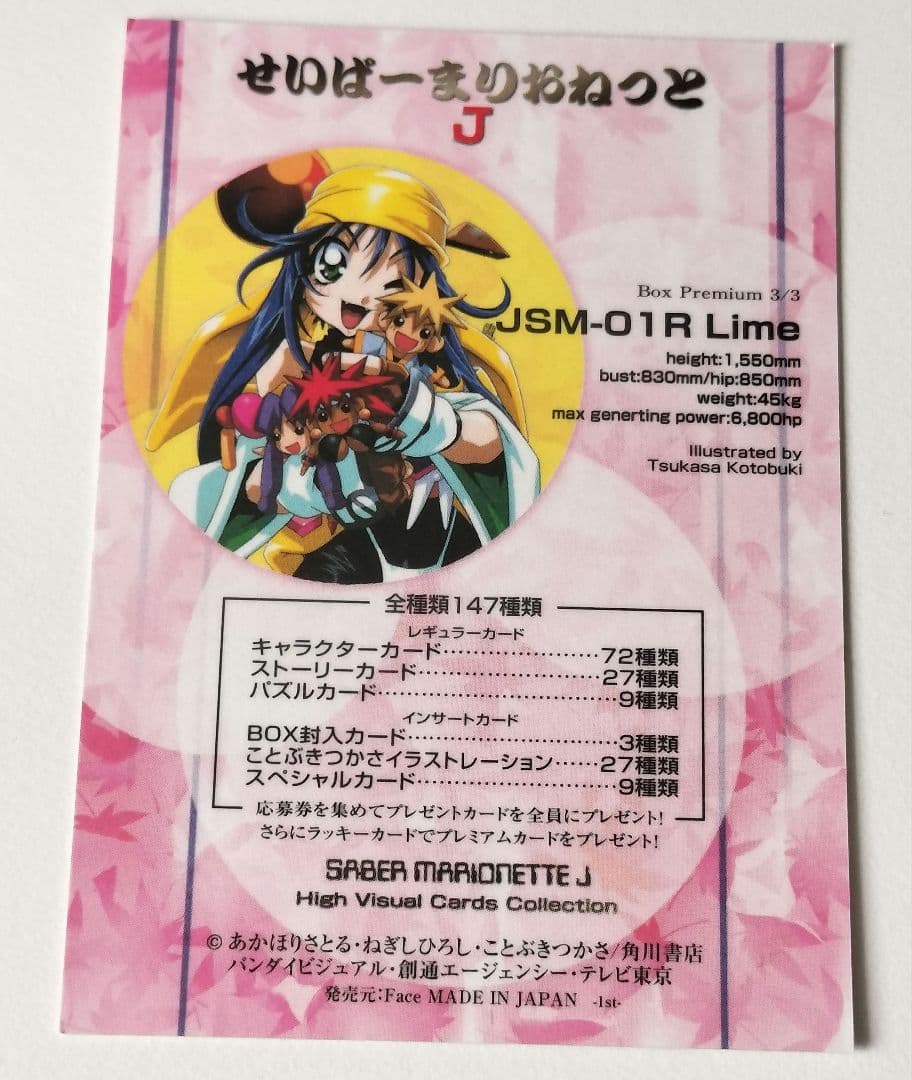 せいばーまりおねっと
J
Box Premium 3/3
JSM-01R Lime
height:1,550mm
bust:830mm/hip:850mm
weight:45kg
max generting power:6,800hp
Illustrated by
Tsukasa Kotobuki
全種類147種類
レギュラーカード
キャラクターカード……………………72種類
ストーリーカード………………………27種類
パズルカード……………………………9種類
インサートカード
BOX封入カード…………………………3種類
ことぶきつかさイラストレーション……27種類
スペシャルカード………………………9種類
応募券を集めてプレゼントカードを全員にプレゼント!
さらにラッキーカードでプレミアムカードをプレゼント!
SABER MARIONETTE J
High Visual Cards Collection
© あかほりさとる・ねぎしひろし・ことぶきつかさ/角川書店
バンダイビジュアル・創通エージェンシー・テレビ東京
発売元:Face MADE IN JAPAN -1st-